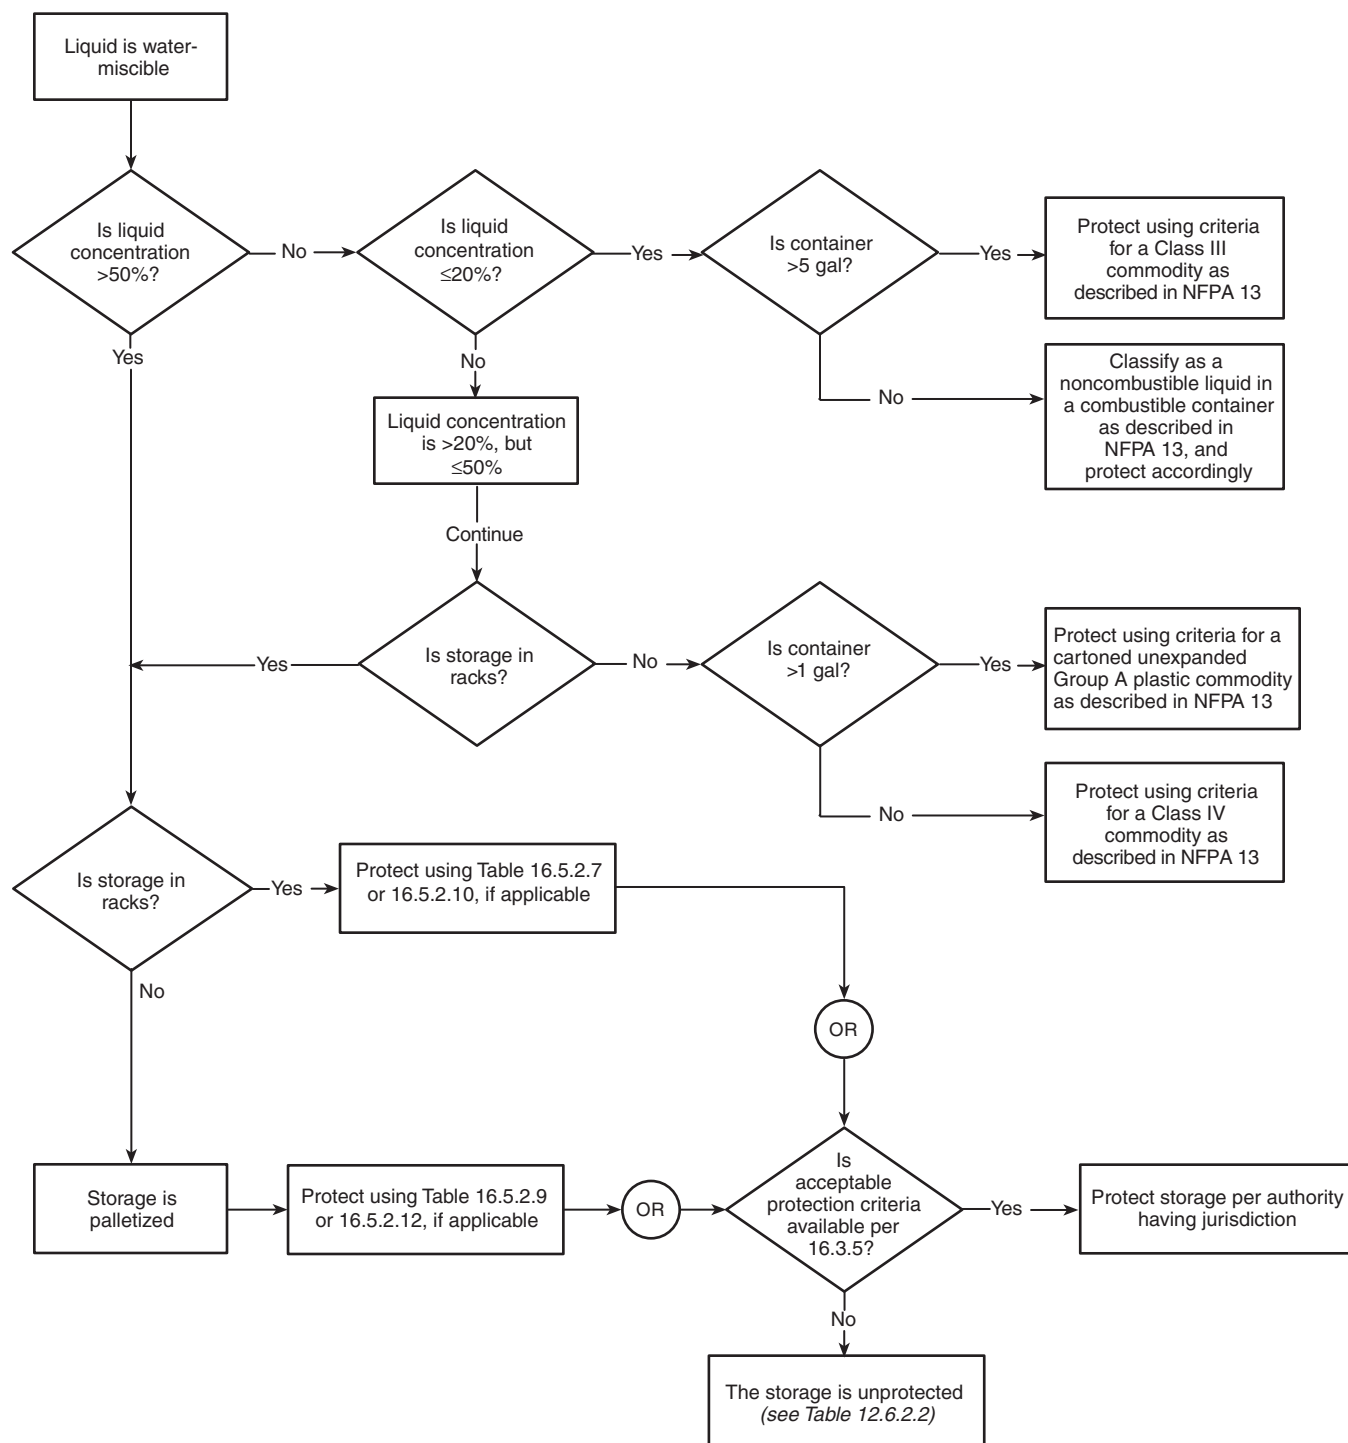 Liquid is water-
miscible
Is liquid
concentration
>50%?
No
Is liquid
concentration
≤20%?
Yes
Is container
>5 gal?
Yes
Protect using criteria
for a Class III
commodity as
described in NFPA 13
Yes
No
No
Classify as a
noncombustible liquid in
a combustible container
as described in
NFPA 13, and
protect accordingly
Liquid concentration
is >20%, but
≤50%
Continue
Yes
Is storage in
racks?
No
Is container
>1 gal?
Yes
Protect using criteria for a
cartoned unexpanded
Group A plastic commodity
as described in NFPA 13
No
Protect using criteria
for a Class IV
commodity as
described in NFPA 13
Is storage in
racks?
Yes
Protect using Table 16.5.2.7
or 16.5.2.10, if applicable
No
OR
Storage is
palletized
Protect using Table 16.5.2.9
or 16.5.2.12, if applicable
OR
Is
acceptable
protection criteria
available per
16.3.5?
Yes
Protect storage per authority
having jurisdiction
No
The storage is unprotected
(see Table 12.6.2.2)